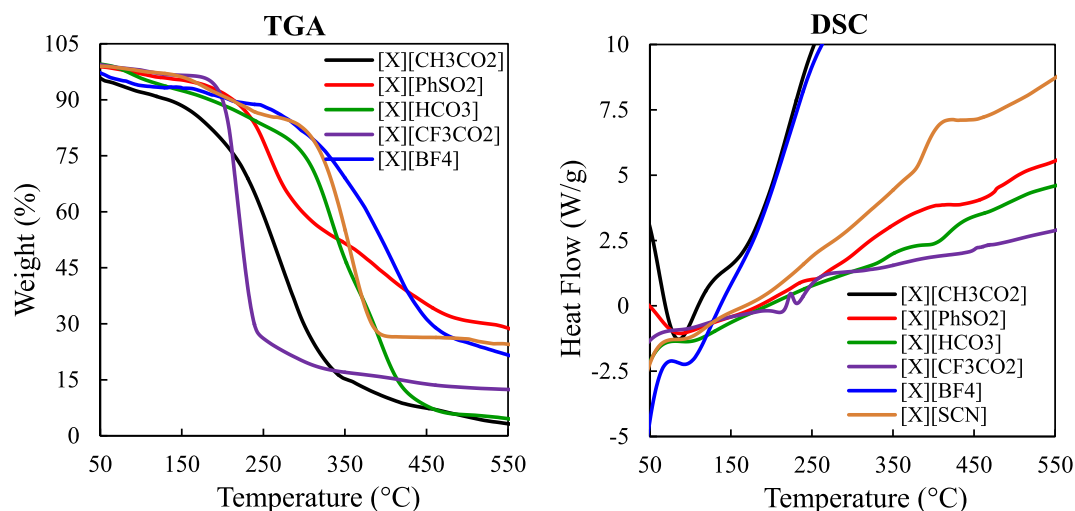 TGA
105
90
75
60
45
30
15
0
Weight (%)
[X][CH3CO2]
[X][PhSO2]
[X][HCO3]
[X][CF3CO2]
[X][BF4]
50 150 250 350 450 550
Temperature (°C)
DSC
10
7.5
5
2.5
0
-2.5
-5
Heat Flow (W/g)
[X][CH3CO2]
[X][PhSO2]
[X][HCO3]
[X][CF3CO2]
[X][BF4]
[X][SCN]
50 150 250 350 450 550
Temperature (°C)